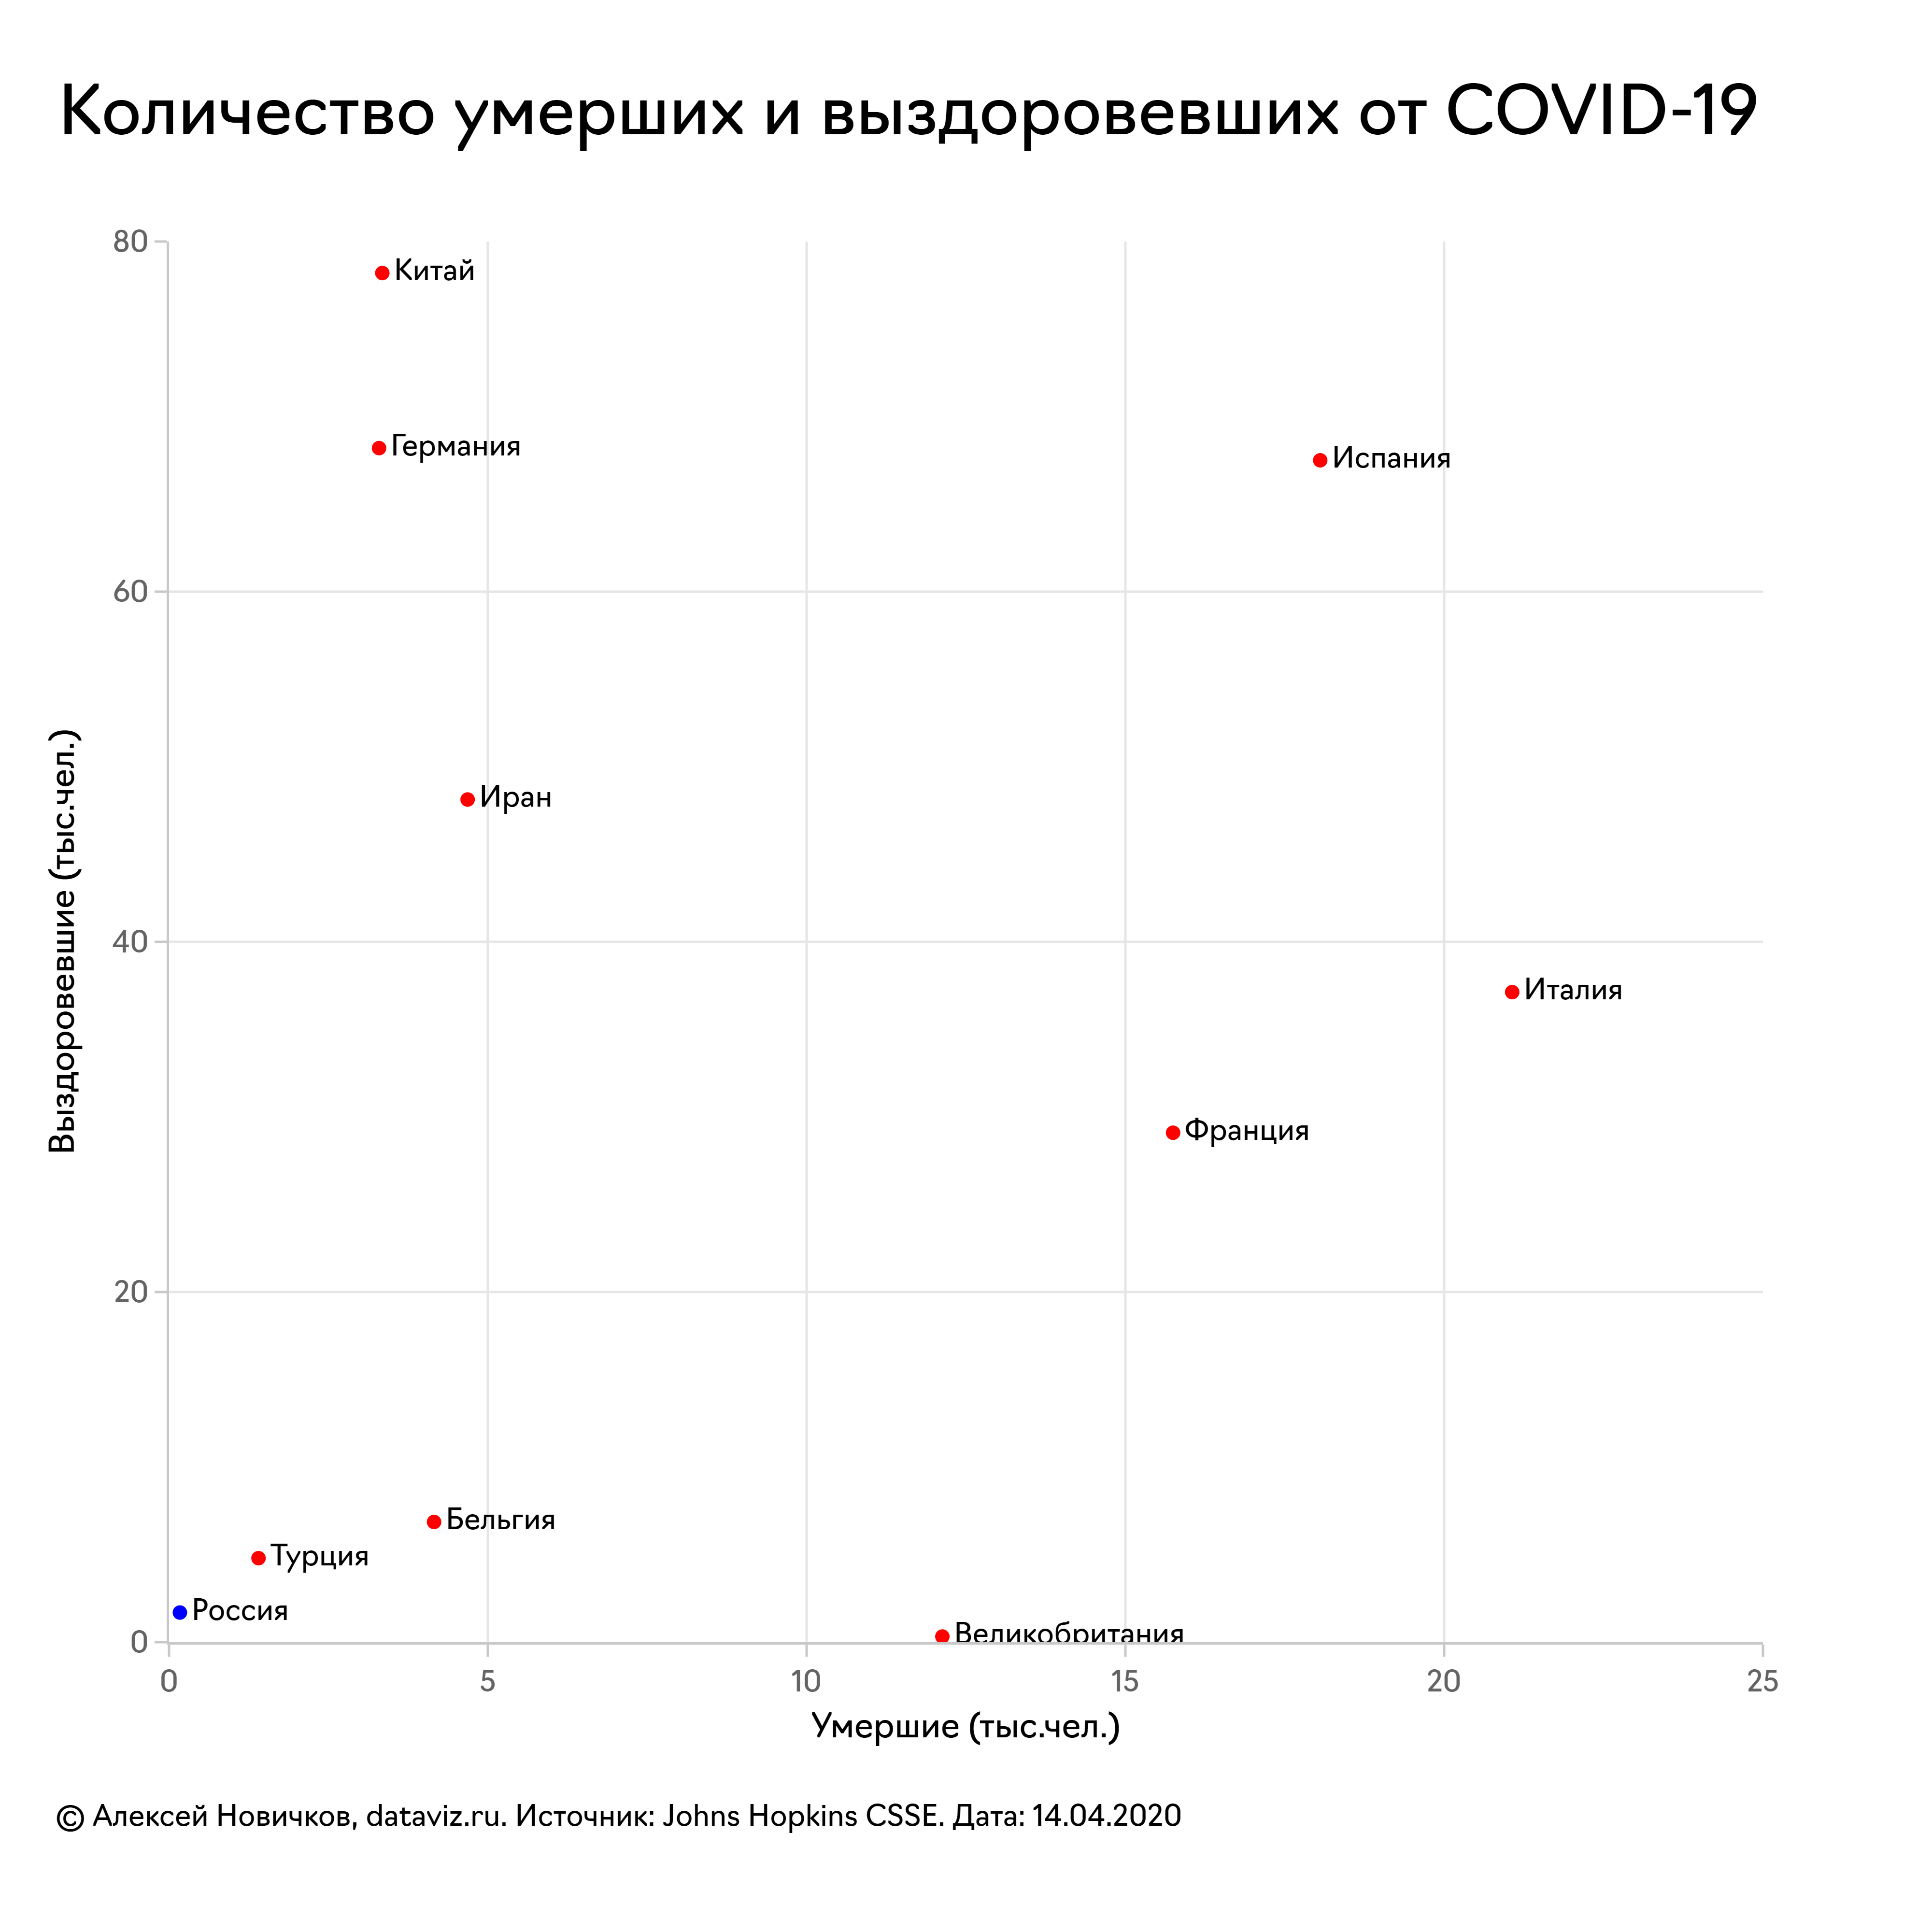 Количество умерших и выздоровевших от COVID-19
80
Китай
Германия
Испания
60
Иран
Выздоровевшие (тыс.чел.)
40
Италия
Франция
20
Бельгия
Турция
Россия
Великобритания
0
0 5 10 15 20 25
Умершие (тыс.чел.)
© Алексей Новичков, dataviz.ru. Источник: Johns Hopkins CSSE. Дата: 14.04.2020